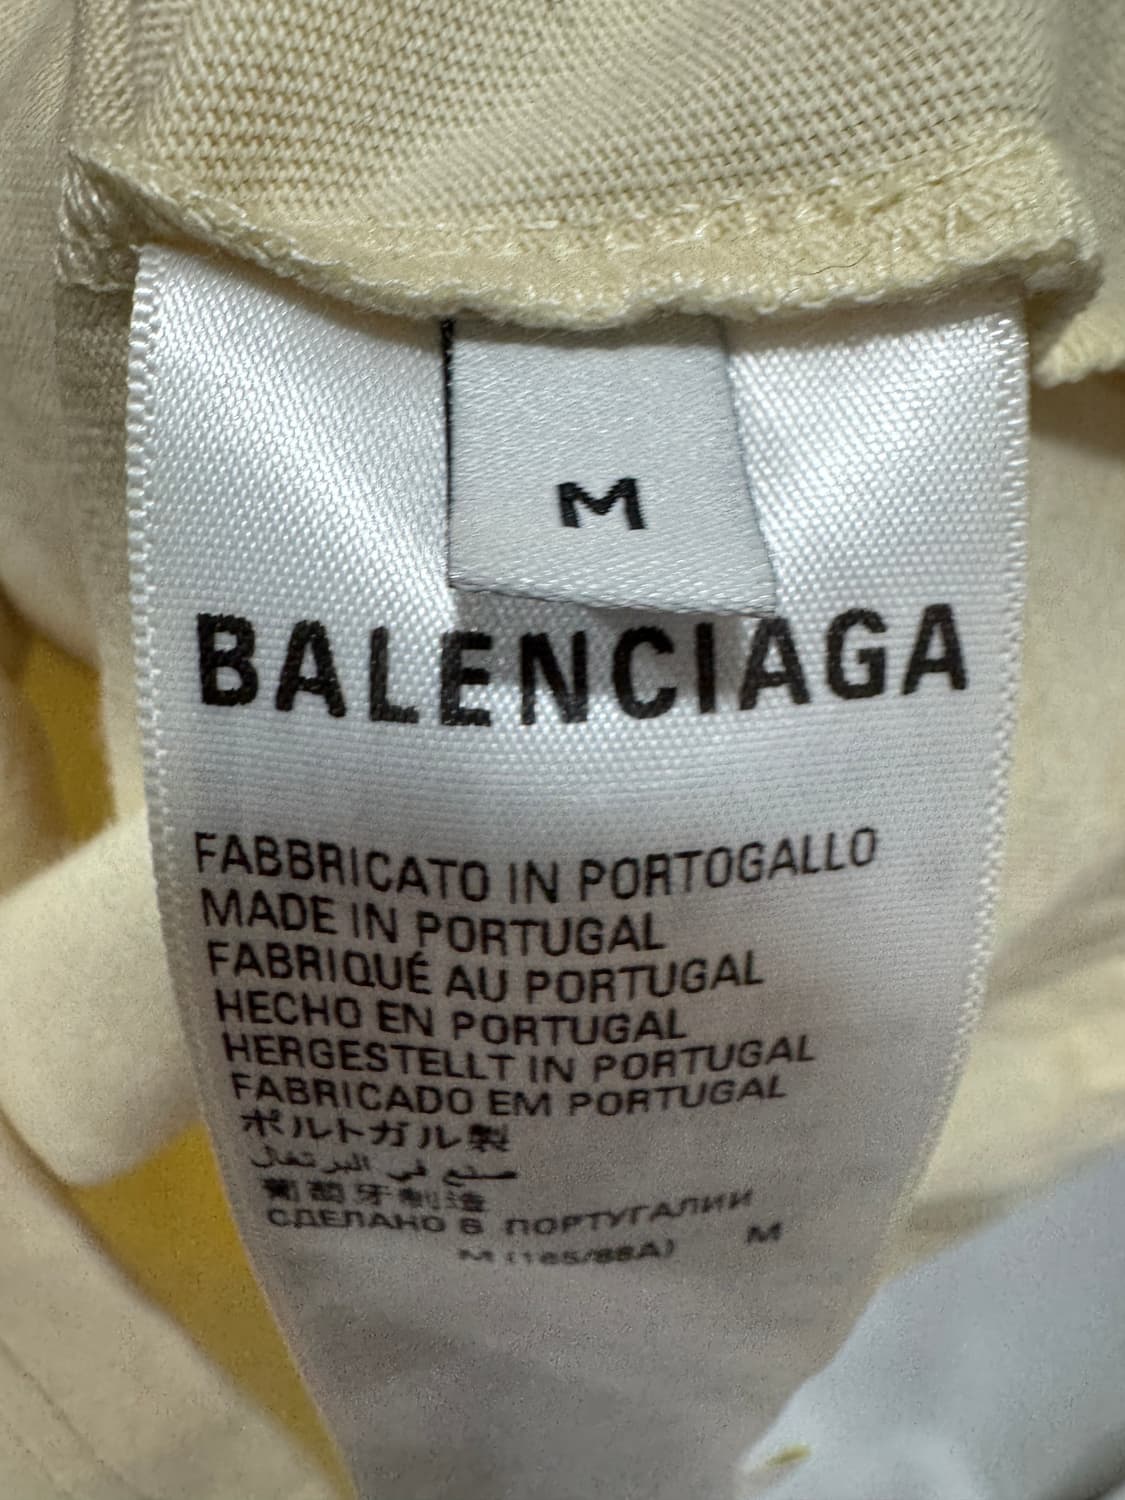 M
BALENCIAGA
FABBRICATO IN PORTOGALLO
MADE IN PORTUGAL
FABRIQUÉ AU PORTUGAL
HECHO EN PORTUGAL
HERGESTELLT IN PORTUGAL
FABRICADO EM PORTUGAL
ポルトガル製
صنع في البرتغال
葡萄牙制造
СДЕЛАНО В ПОРТУГАЛИИ
M (165/88A) M